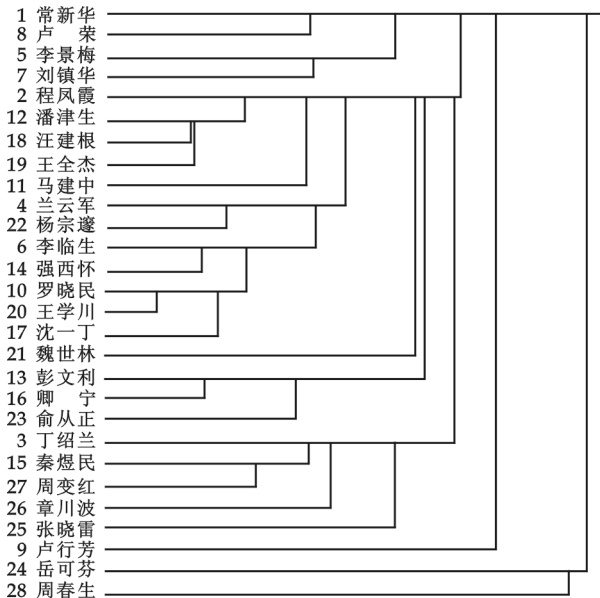 1 常新华
8 卢 荣
5 李景梅
7 刘镇华
2 程凤霞
12 潘津生
18 汪建根
19 王全杰
11 马建中
4 兰云军
22 杨宗邃
6 李临生
14 强西怀
10 罗晓民
20 王学川
17 沈一丁
21 魏世林
13 彭文利
16 卿 宁
23 俞从正
3 丁绍兰
15 秦煜民
27 周变红
26 章川波
25 张晓雷
9 卢行芳
24 岳可芬
28 周春生